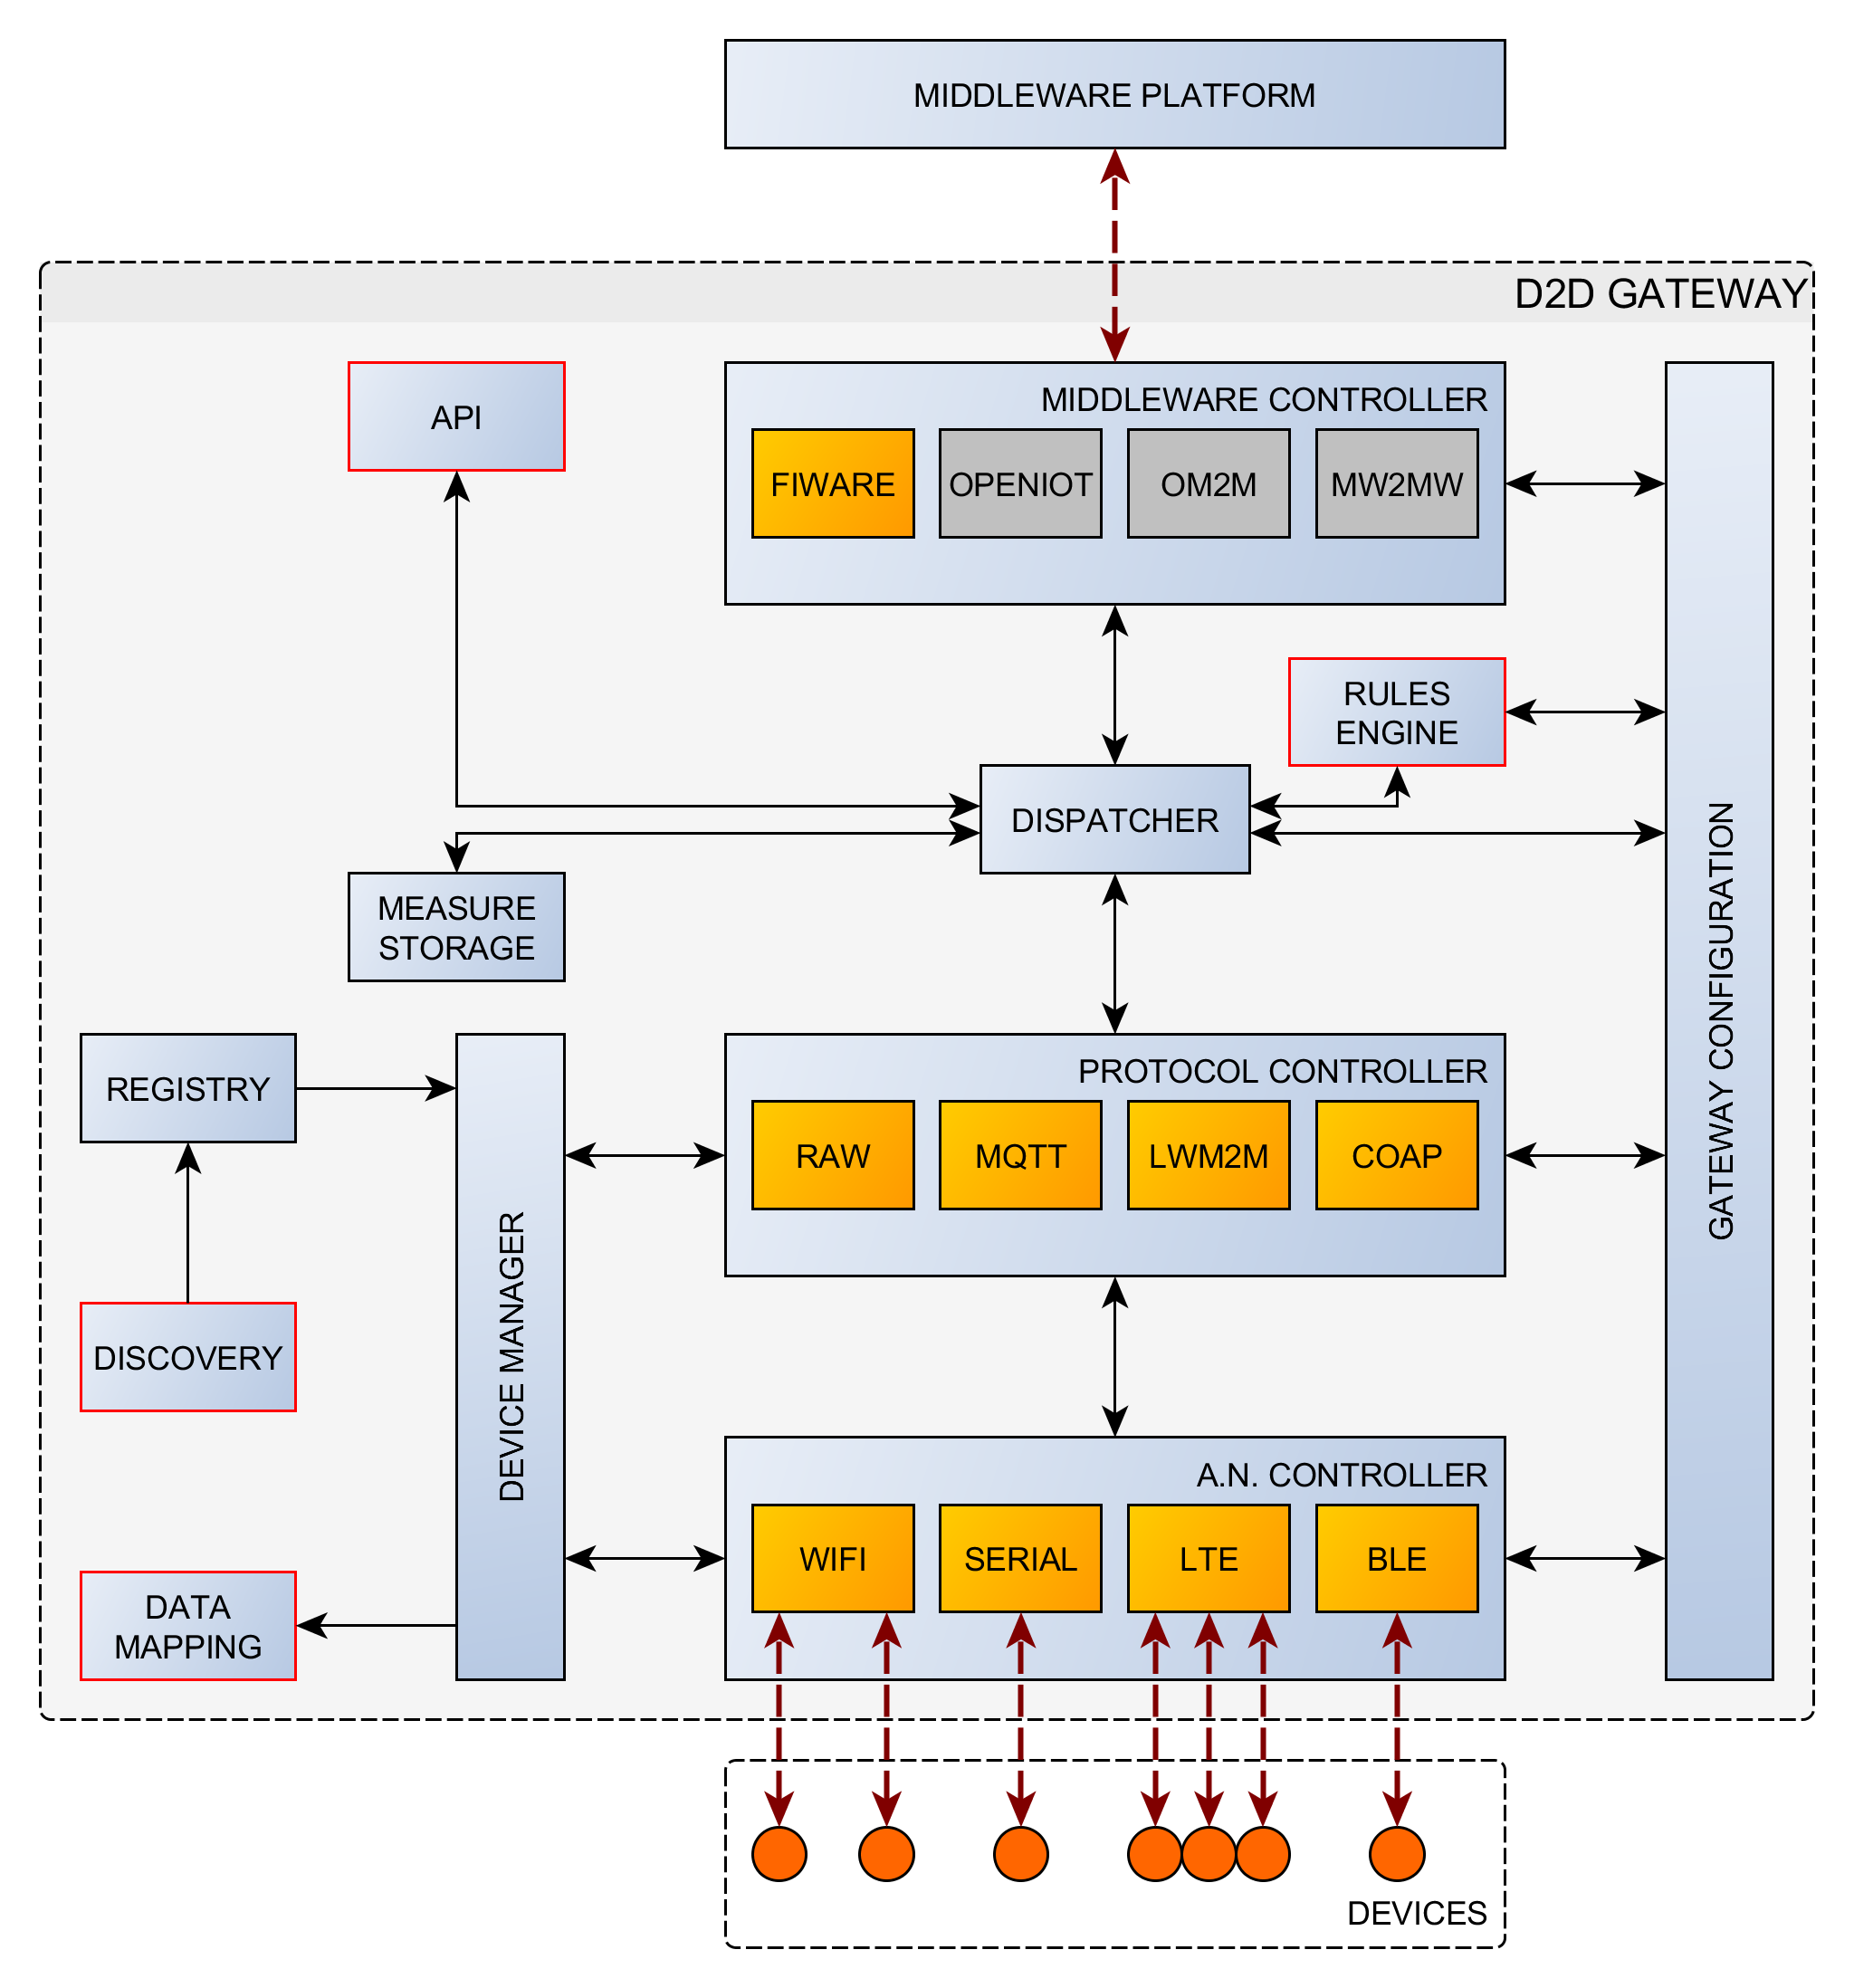 MIDDLEWARE PLATFORM
D2D GATEWAY
API
MIDDLEWARE CONTROLLER
FIWARE
OPENIOT
OM2M
MW2MW
RULES
ENGINE
DISPATCHER
MEASURE
STORAGE
GATEWAY CONFIGURATION
REGISTRY
PROTOCOL CONTROLLER
RAW
MQTT
LWM2M
COAP
DEVICE MANAGER
DISCOVERY
A.N. CONTROLLER
WIFI
SERIAL
LTE
BLE
DATA
MAPPING
DEVICES